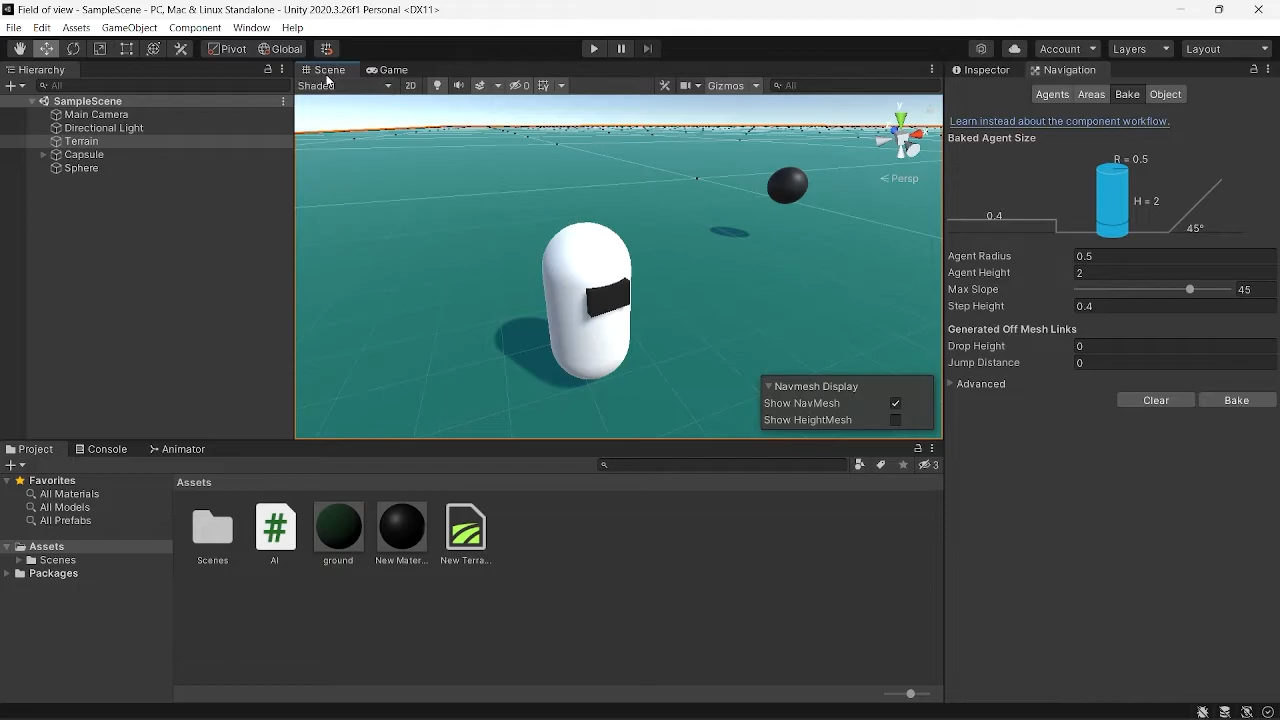 Field of view - SampleScene - PC, Mac & Linux Standalone - Unity 2020.3.26f1 Personal <DX11>
File Edit Assets GameObject Component Window Help
Pivot Global Account Layers Layout
Hierarchy Scene Game Inspector Navigation
All Shaded 2D 0 Gizmos All
SampleScene
Main Camera
Directional Light
Terrain
Capsule
Sphere
y
Persp
Navmesh Display
Show NavMesh
Show HeightMesh
Agents Areas Bake Object
Learn instead about the component workflow.
Baked Agent Size
R = 0.5
H = 2
0.4
45°
Agent Radius 0.5
Agent Height 2
Max Slope 45
Step Height 0.4
Generated Off Mesh Links
Drop Height 0
Jump Distance 0
Advanced
Clear Bake
Project Console Animator
3
Favorites
All Materials
All Models
All Prefabs
Assets
Scenes
Packages
Assets
Scenes AI ground New Mater... New Terra...